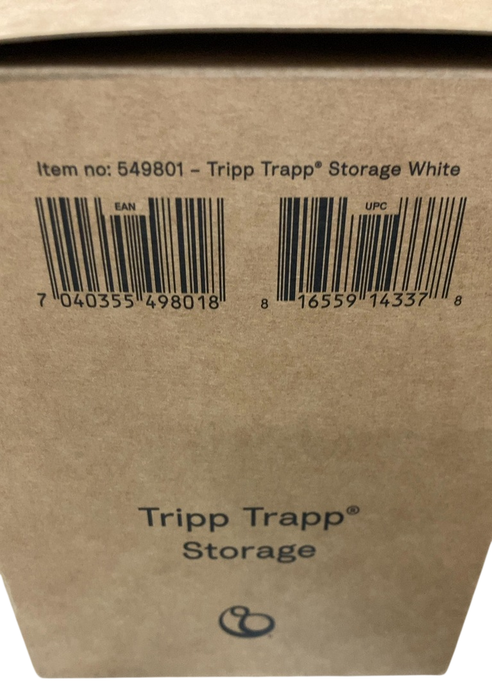 Item no: 549801 – Tripp Trapp® Storage White
EAN
UPC
7 040355 498018
8 16559 14337 8
Tripp Trapp®
Storage